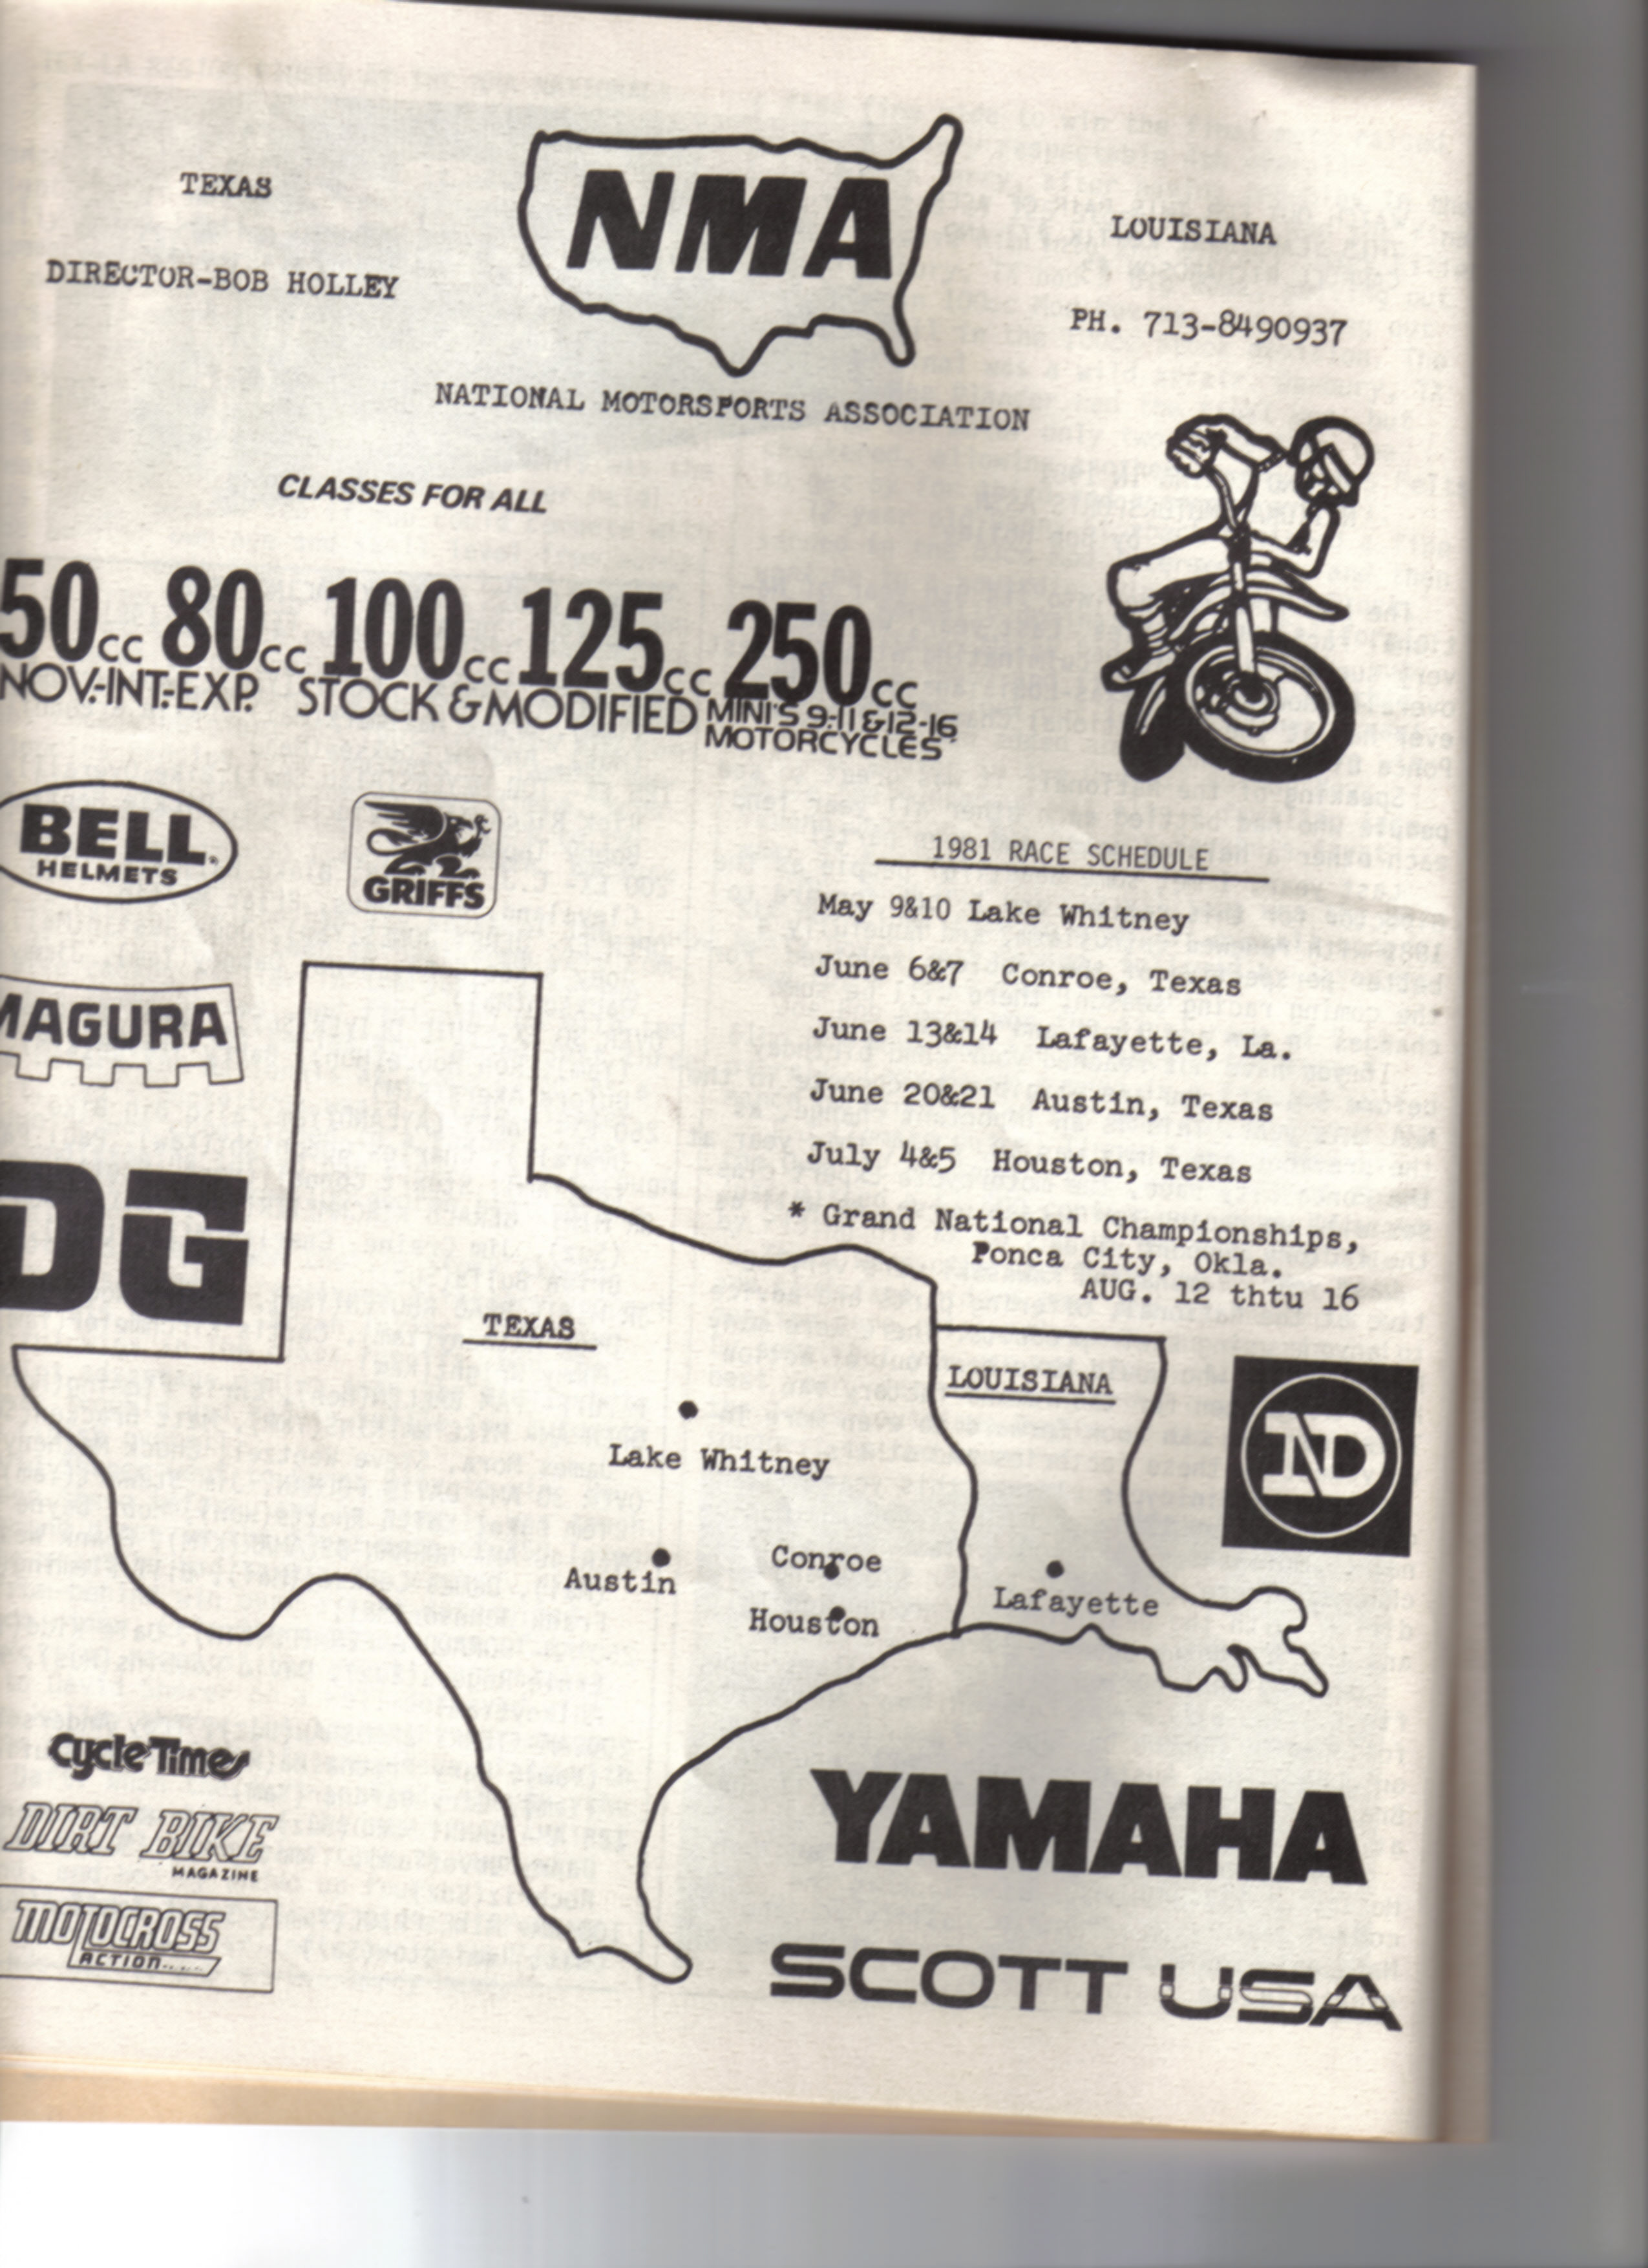 TEXAS
DIRECTOR-BOB HOLLEY
NMA
LOUISIANA
PH. 713-8490937
NATIONAL MOTORSPORTS ASSOCIATION
CLASSES FOR ALL
50cc 80cc 100cc 125cc 250cc
NOV.-INT.-EXP. STOCK & MODIFIED MINI'S 9-11 & 12-16
MOTORCYCLES
BELL
HELMETS
GRIFFS
MAGURA
DG
1981 RACE SCHEDULE
May 9&10 Lake Whitney
June 6&7 Conroe, Texas
June 13&14 Lafayette, La.
June 20&21 Austin, Texas
July 4&5 Houston, Texas
* Grand National Championships,
Ponca City, Okla.
AUG. 12 thtu 16
TEXAS
LOUISIANA
ND
Lake Whitney
Austin
Conroe
Houston
Lafayette
Cycle Times
DIRT BIKE
MAGAZINE
MOTOCROSS
ACTION......
YAMAHA
SCOTT USA